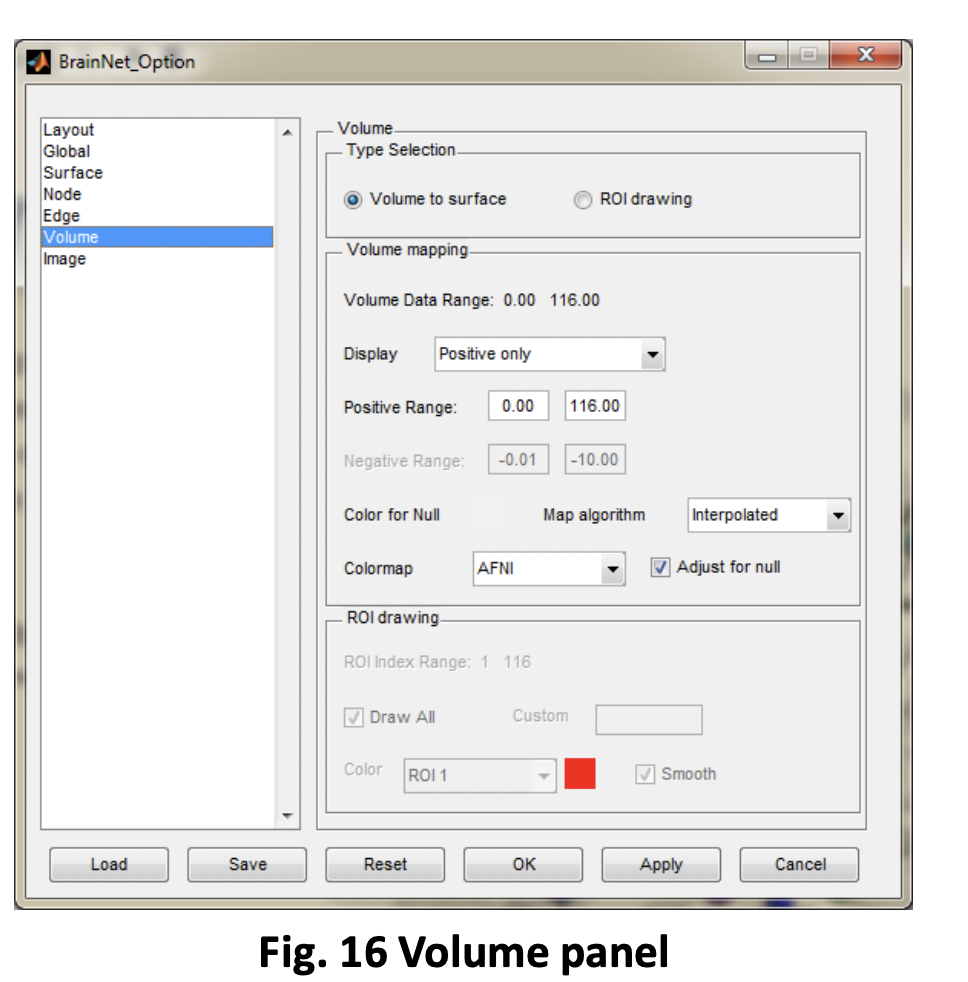 BrainNet_Option
Layout
Global
Surface
Node
Edge
Volume
Image
Volume
Type Selection
Volume to surface ROI drawing
Volume mapping
Volume Data Range: 0.00 116.00
Display Positive only
Positive Range: 0.00 116.00
Negative Range: -0.01 -10.00
Color for Null Map algorithm Interpolated
Colormap AFNI Adjust for null
ROI drawing
ROI Index Range: 1 116
Draw All Custom
Color ROI 1 Smooth
Load Save Reset OK Apply Cancel
Fig. 16 Volume panel